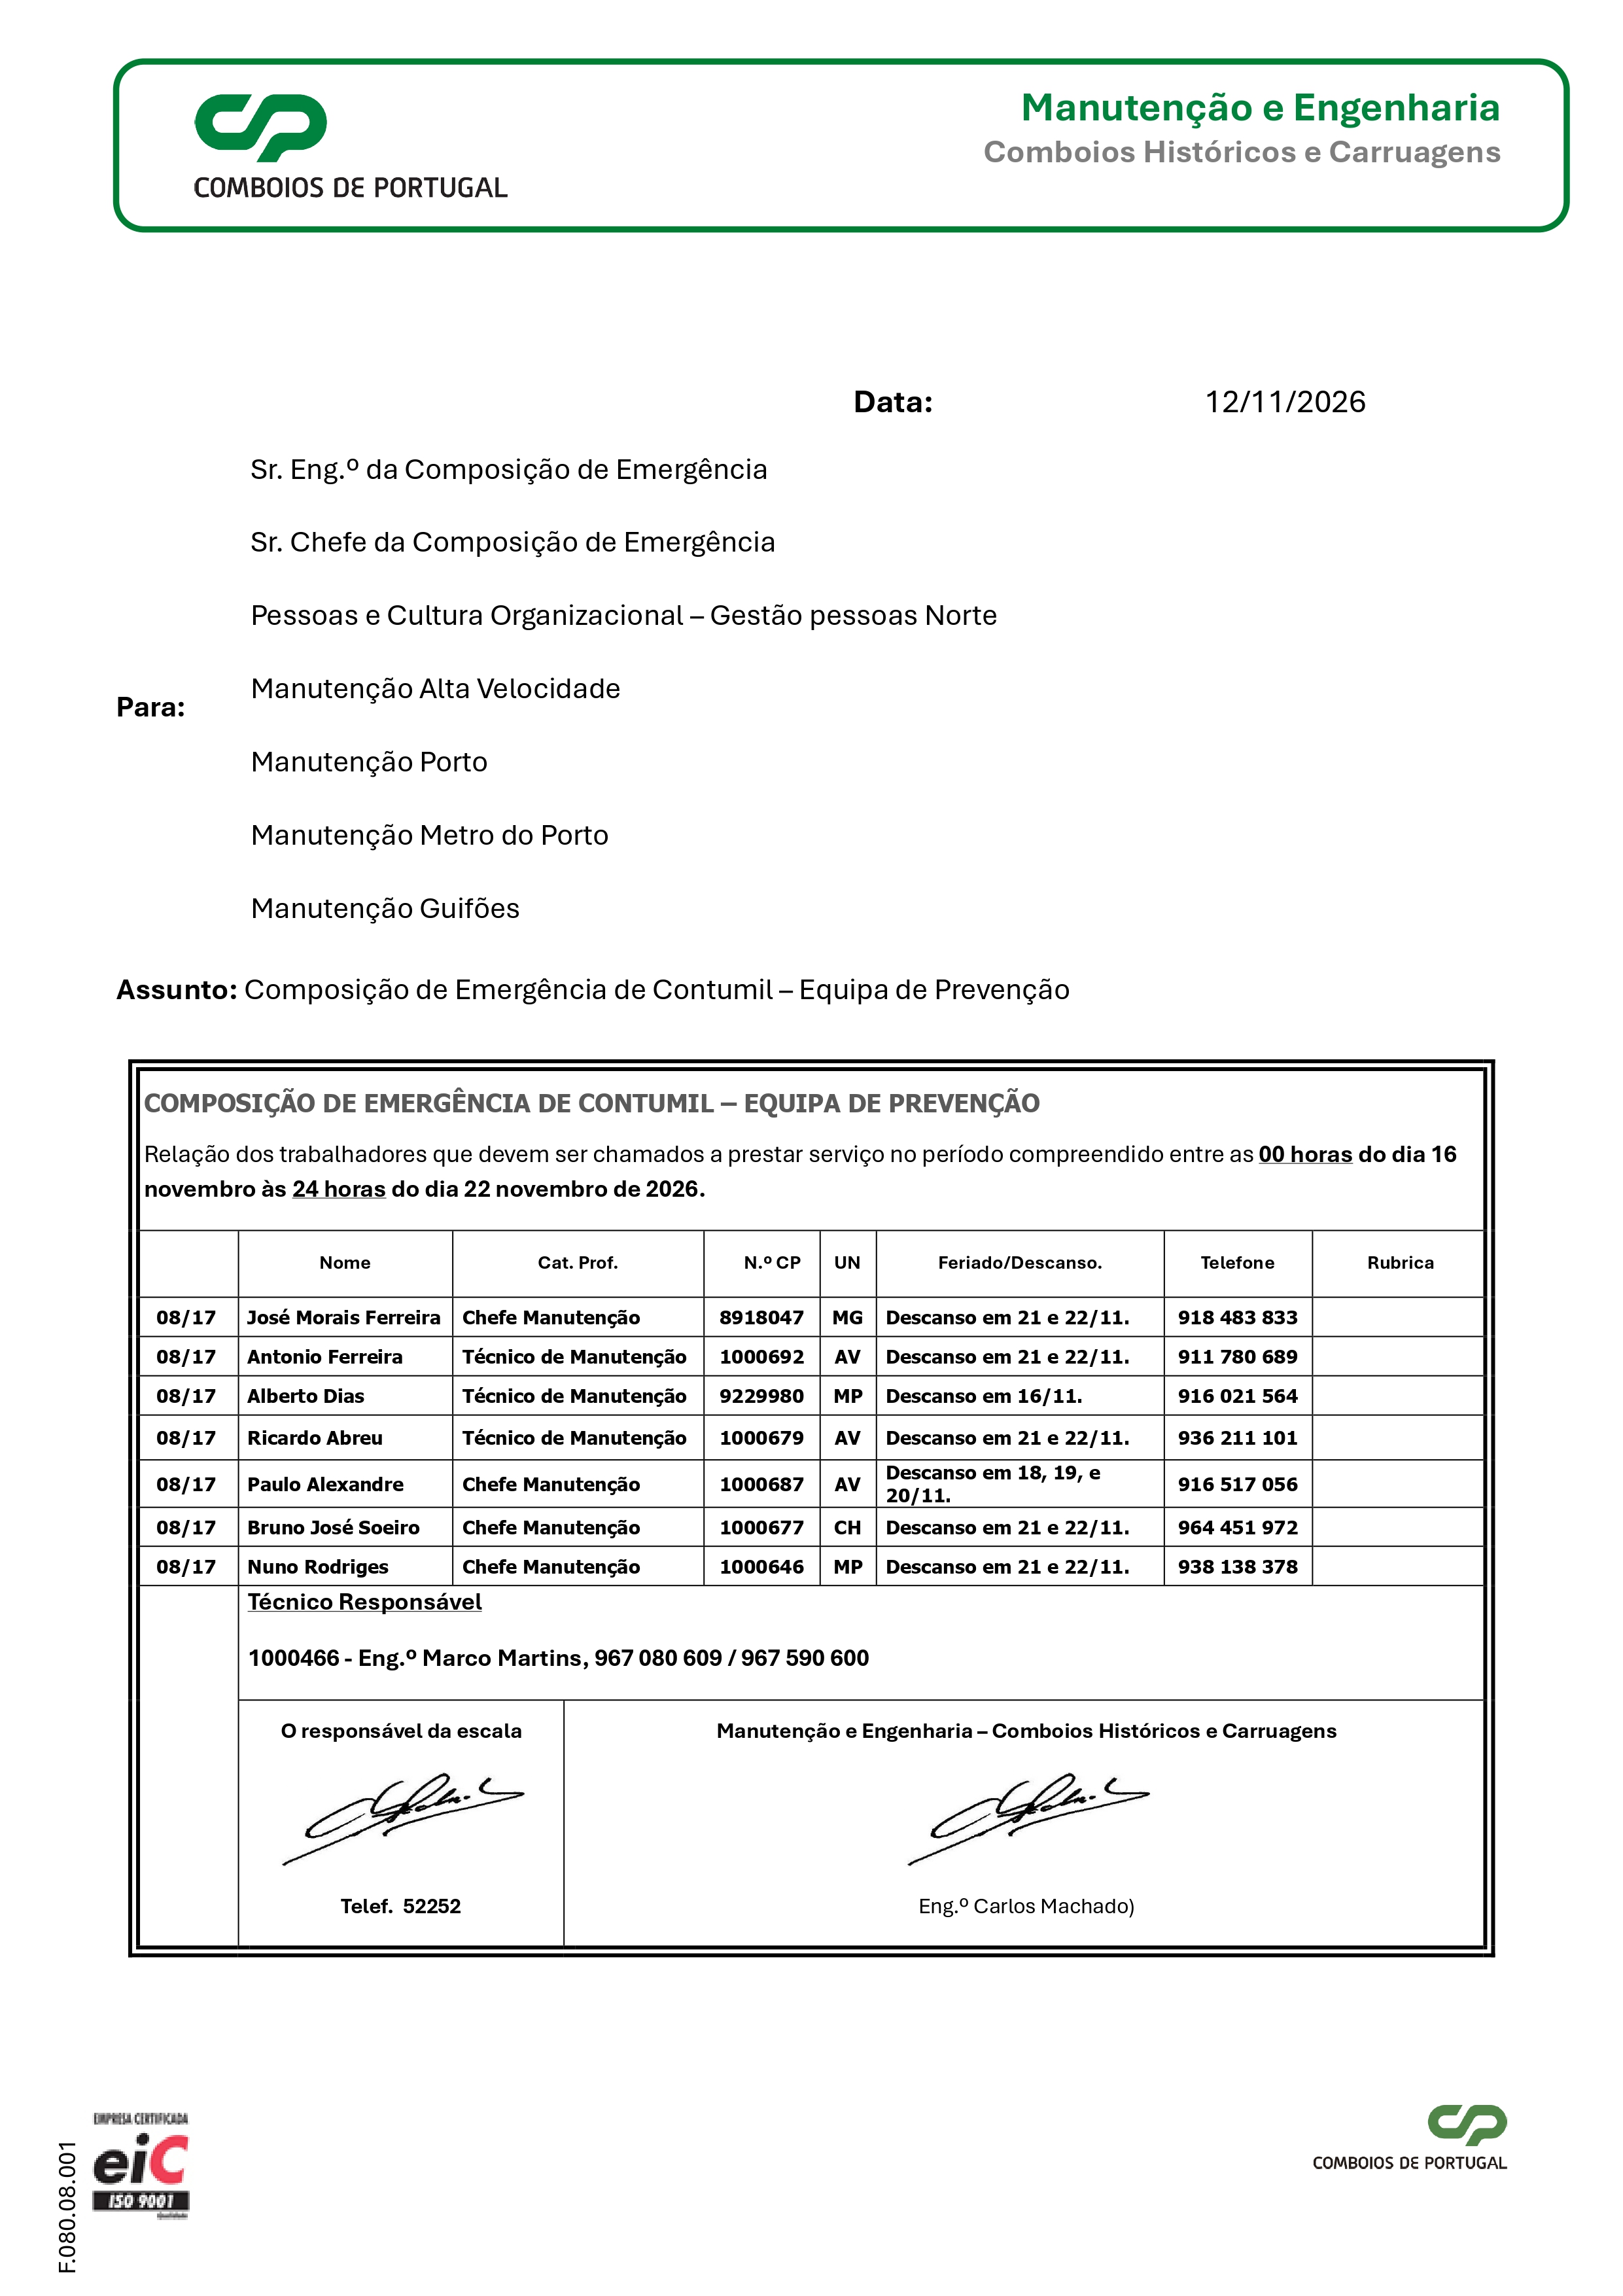 Manutenção e Engenharia
Comboios Históricos e Carruagens
CP
COMBOIOS DE PORTUGAL
Data: 12/11/2026
Sr. Eng.º da Composição de Emergência
Sr. Chefe da Composição de Emergência
Pessoas e Cultura Organizacional – Gestão pessoas Norte
Manutenção Alta Velocidade
Para:
Manutenção Porto
Manutenção Metro do Porto
Manutenção Guifões
Assunto: Composição de Emergência de Contumil – Equipa de Prevenção
COMPOSIÇÃO DE EMERGÊNCIA DE CONTUMIL – EQUIPA DE PREVENÇÃO
Relação dos trabalhadores que devem ser chamados a prestar serviço no período compreendido entre as 00 horas do dia 16
novembro às 24 horas do dia 22 novembro de 2026.
Nome Cat. Prof. N.º CP UN Feriado/Descanso. Telefone Rubrica
08/17 José Morais Ferreira Chefe Manutenção 8918047 MG Descanso em 21 e 22/11. 918 483 833
08/17 Antonio Ferreira Técnico de Manutenção 1000692 AV Descanso em 21 e 22/11. 911 780 689
08/17 Alberto Dias Técnico de Manutenção 9229980 MP Descanso em 16/11. 916 021 564
08/17 Ricardo Abreu Técnico de Manutenção 1000679 AV Descanso em 21 e 22/11. 936 211 101
08/17 Paulo Alexandre Chefe Manutenção 1000687 AV Descanso em 18, 19, e 20/11. 916 517 056
08/17 Bruno José Soeiro Chefe Manutenção 1000677 CH Descanso em 21 e 22/11. 964 451 972
08/17 Nuno Rodriges Chefe Manutenção 1000646 MP Descanso em 21 e 22/11. 938 138 378
Técnico Responsável
1000466 - Eng.º Marco Martins, 967 080 609 / 967 590 600
O responsável da escala
Manutenção e Engenharia – Comboios Históricos e Carruagens
Telef. 52252
Eng.º Carlos Machado)
F.080.08.001
EMPRESA CERTIFICADA
eiC
ISO 9001
CP
COMBOIOS DE PORTUGAL